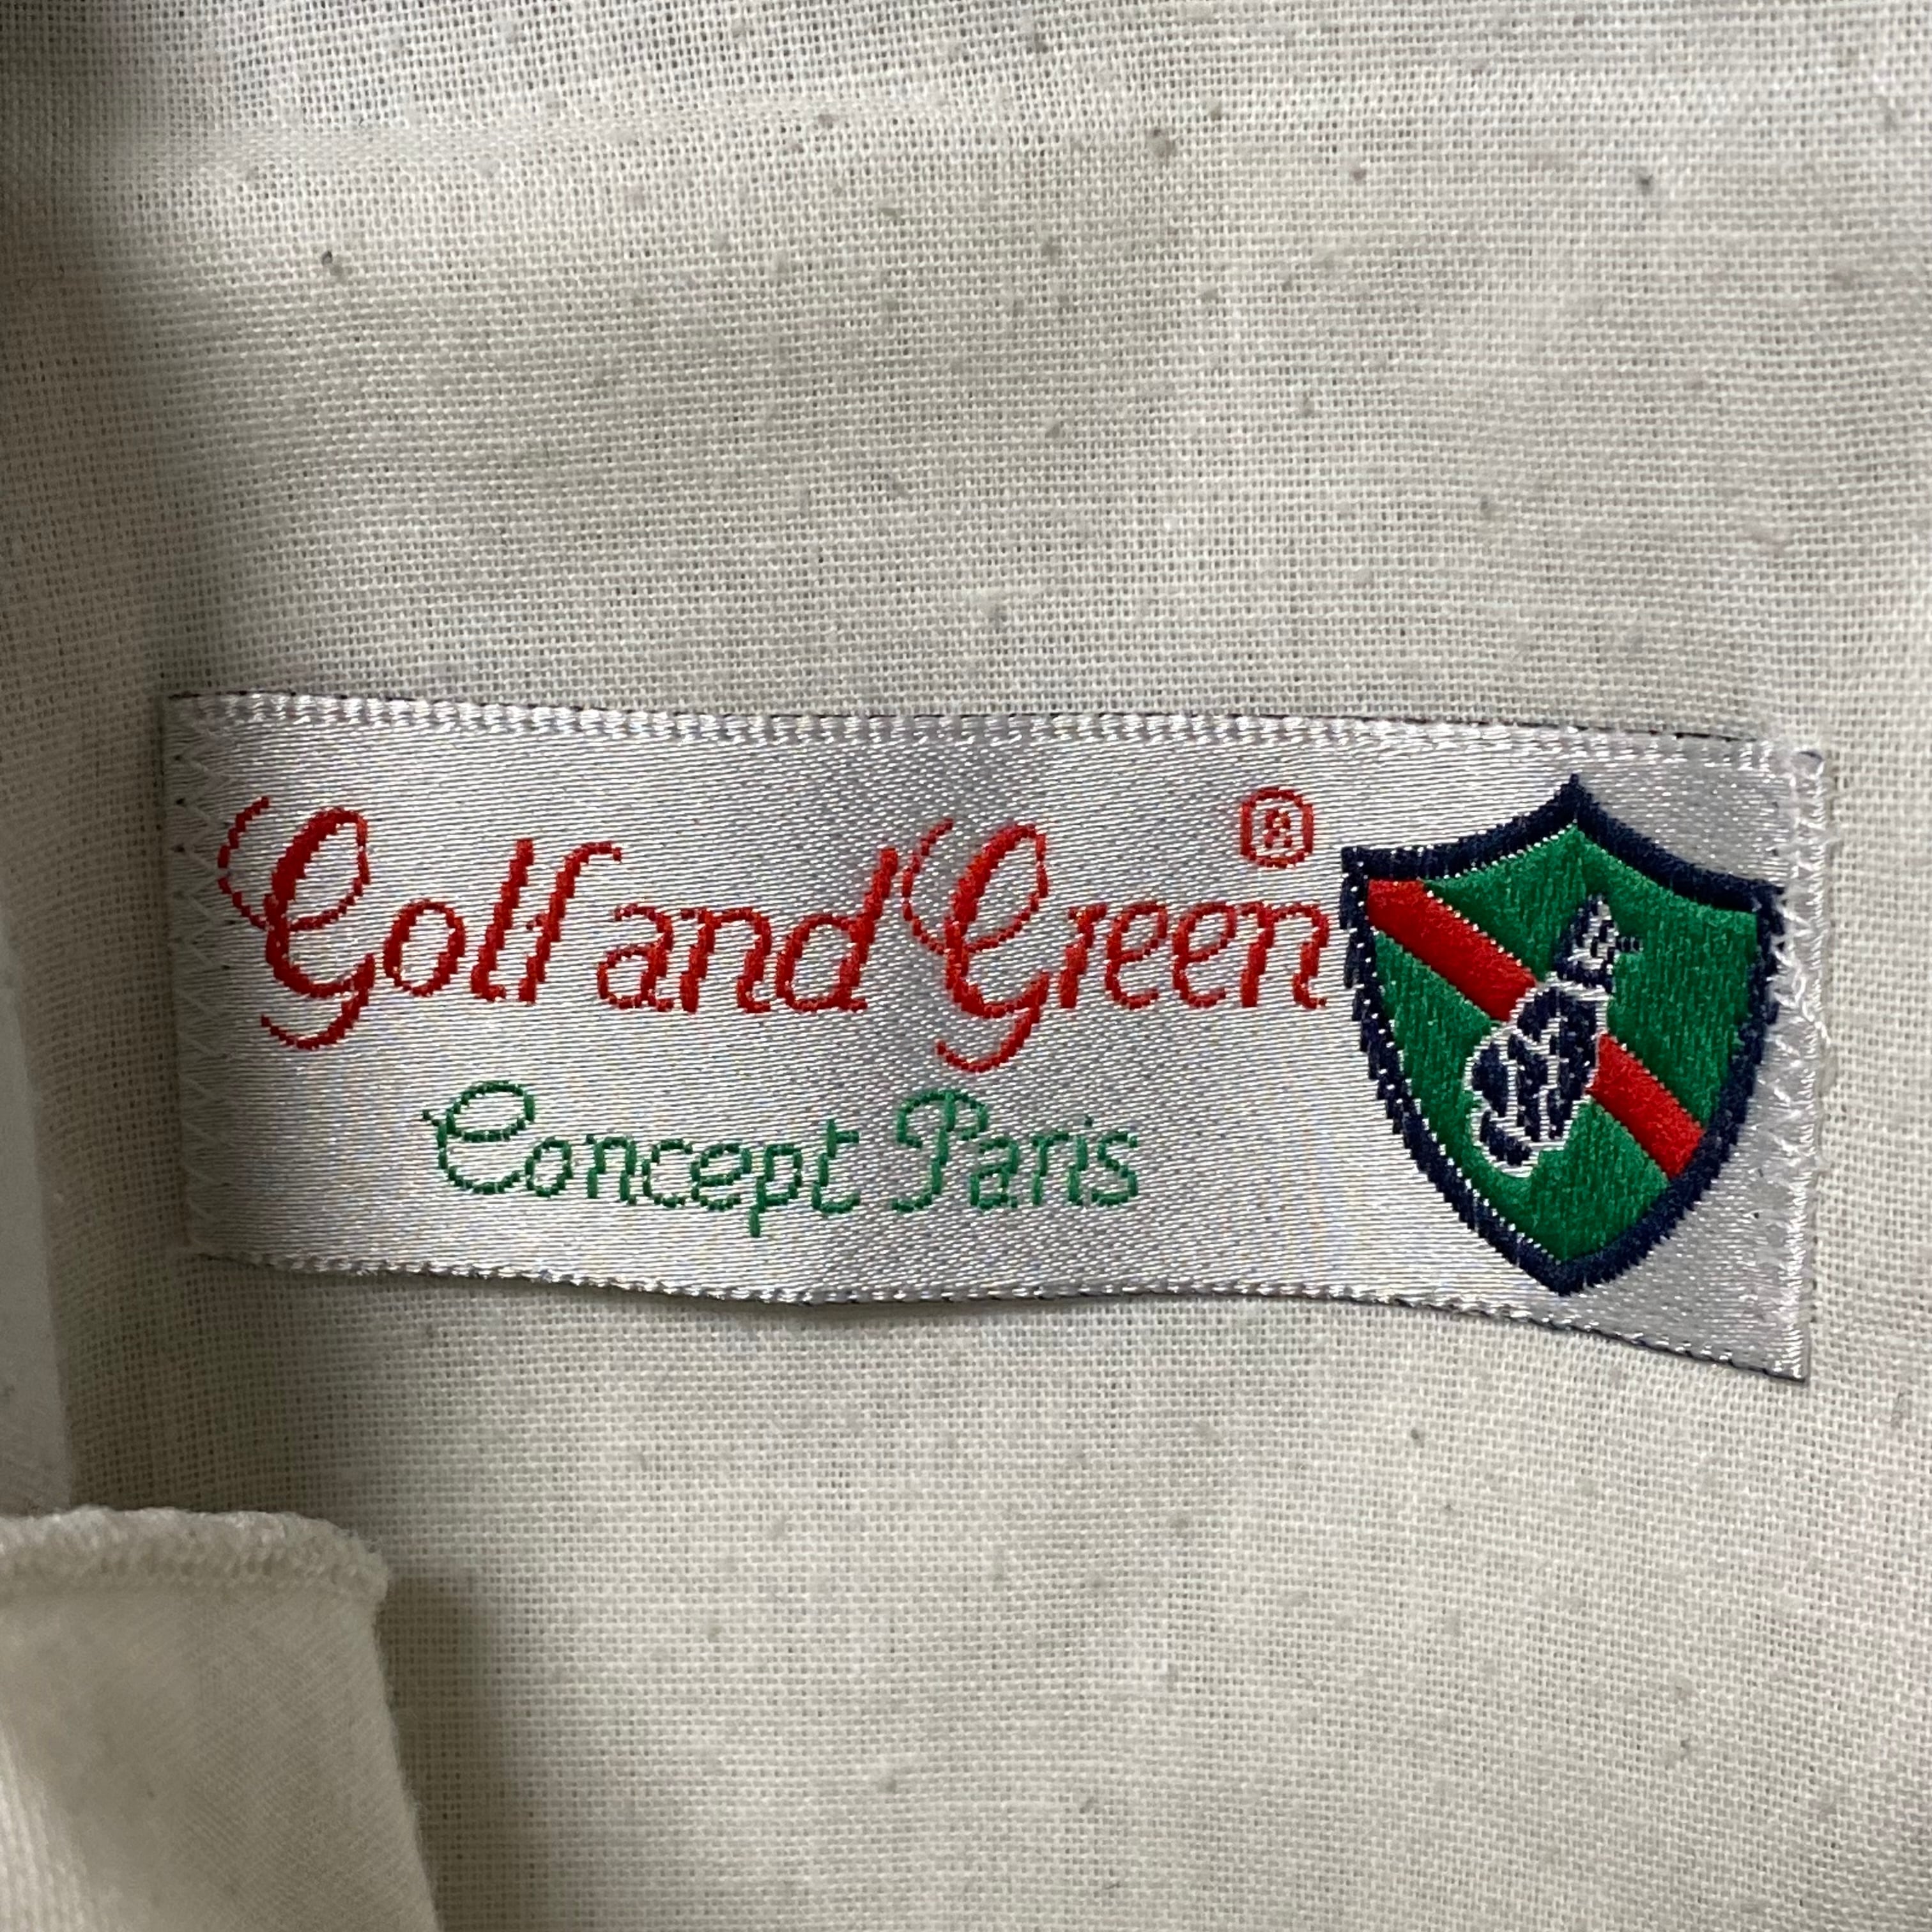 Golf and Green ®
Concept Paris